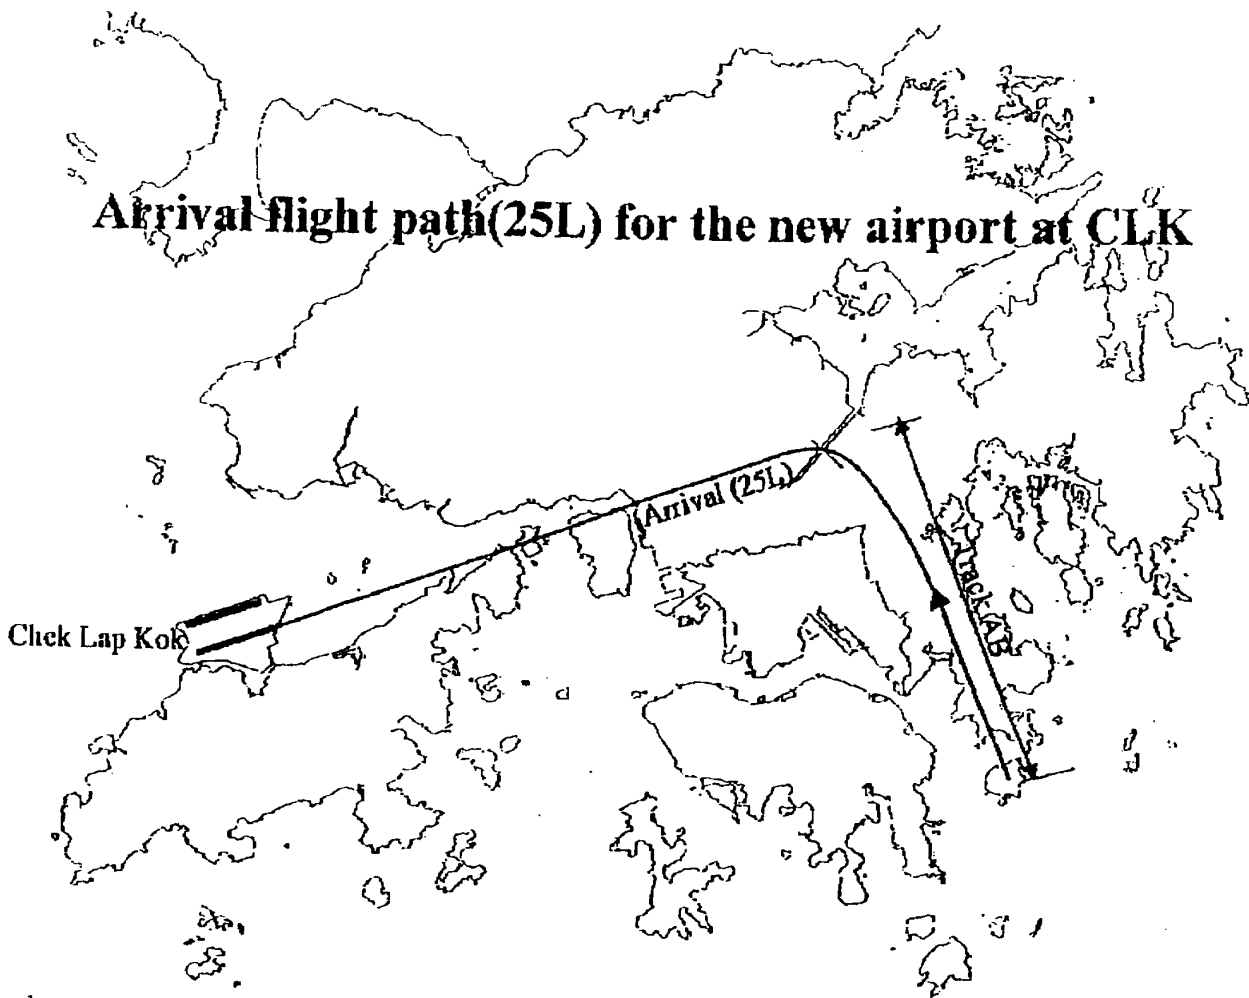 Arrival flight path(25L) for the new airport at CLK
Arrival (25L)
Track AB
Chek Lap Kok